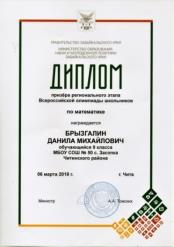 ПРАВИТЕЛЬСТВО ЗАБАЙКАЛЬСКОГО КРАЯ
МИНИСТЕРСТВО ОБРАЗОВАНИЯ,
НАУКИ И МОЛОДЕЖНОЙ ПОЛИТИКИ
ЗАБАЙКАЛЬСКОГО КРАЯ
ДИПЛОМ
призёра регионального этапа
Всероссийской олимпиады школьников
по математике
награждается
БРЫЗГАЛИН
ДАНИЛА МИХАЙЛОВИЧ
обучающийся 9 класса
МБОУ СОШ № 50 с. Засопка
Читинского района
06 марта 2018 г.
г. Чита
Министр
А.А. Томских